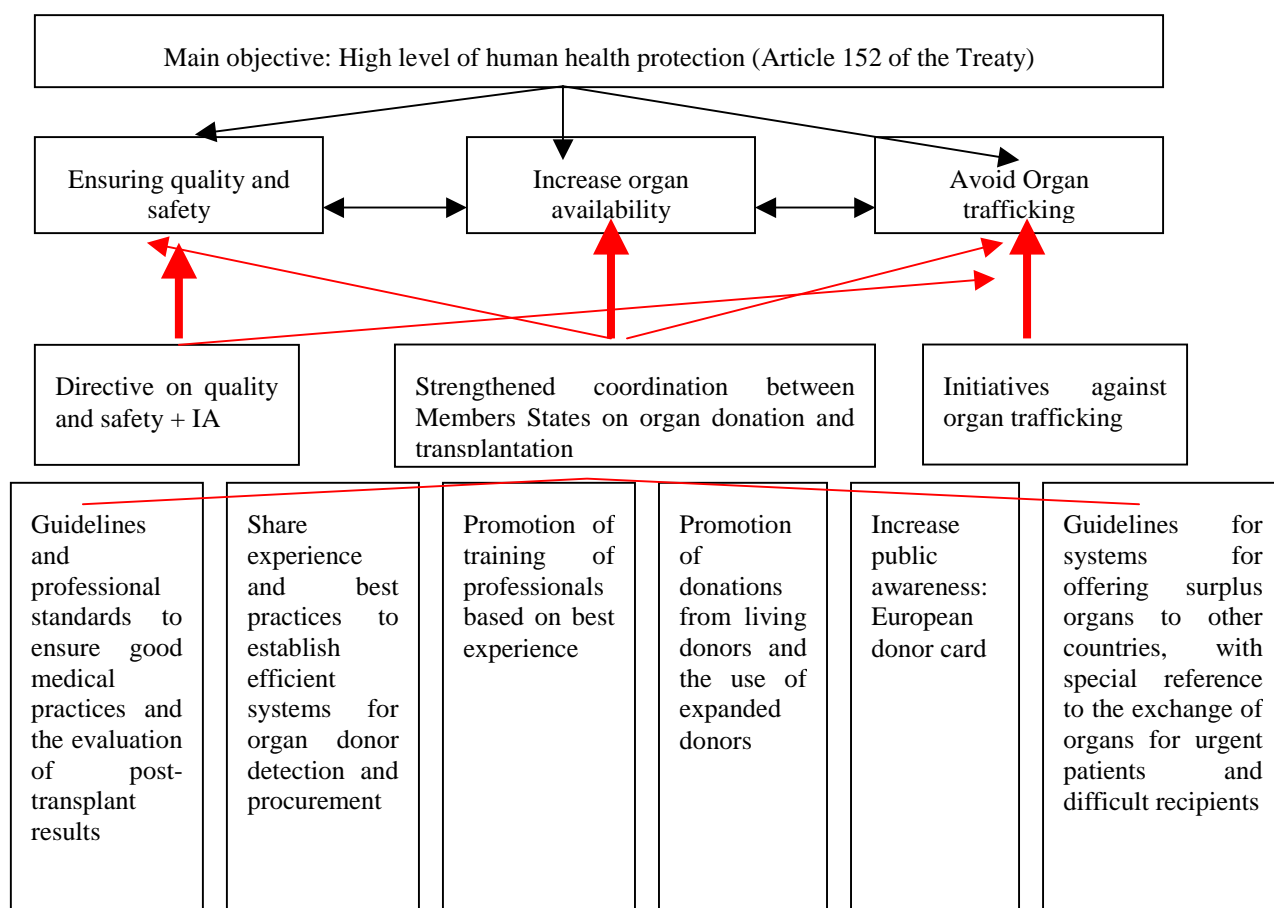 Main objective: High level of human health protection (Article 152 of the Treaty)
Ensuring quality and
safety
Increase organ
availability
Avoid Organ
trafficking
Directive on quality
and safety + IA
Strengthened coordination between
Members States on organ donation and
transplantation
Initiatives against
organ trafficking
Guidelines
and
professional
standards to
ensure good
medical
practices and
the evaluation
of post-
transplant
results
Share
experience
and best
practices to
establish
efficient
systems for
organ donor
detection and
procurement
Promotion of
training of
professionals
based on best
experience
Promotion
of
donations
from living
donors and
the use of
expanded
donors
Increase
public
awareness:
European
donor card
Guidelines for
systems for
offering surplus
organs to other
countries, with
special reference
to the exchange of
organs for urgent
patients and
difficult recipients